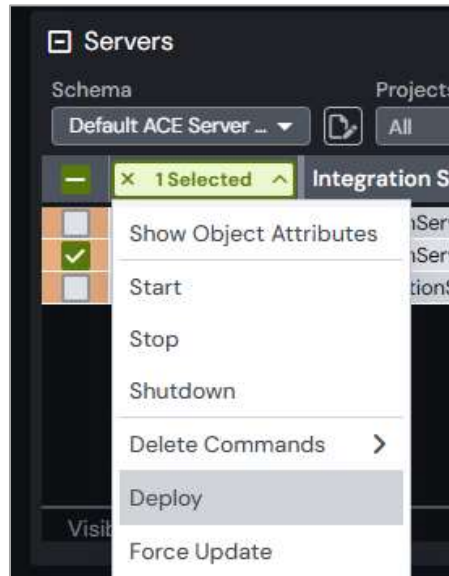 Servers
Schema
Projects
Default ACE Server ...
All
1 Selected
Integration S
Show Object Attributes
Start
Stop
Shutdown
Delete Commands
Deploy
Force Update